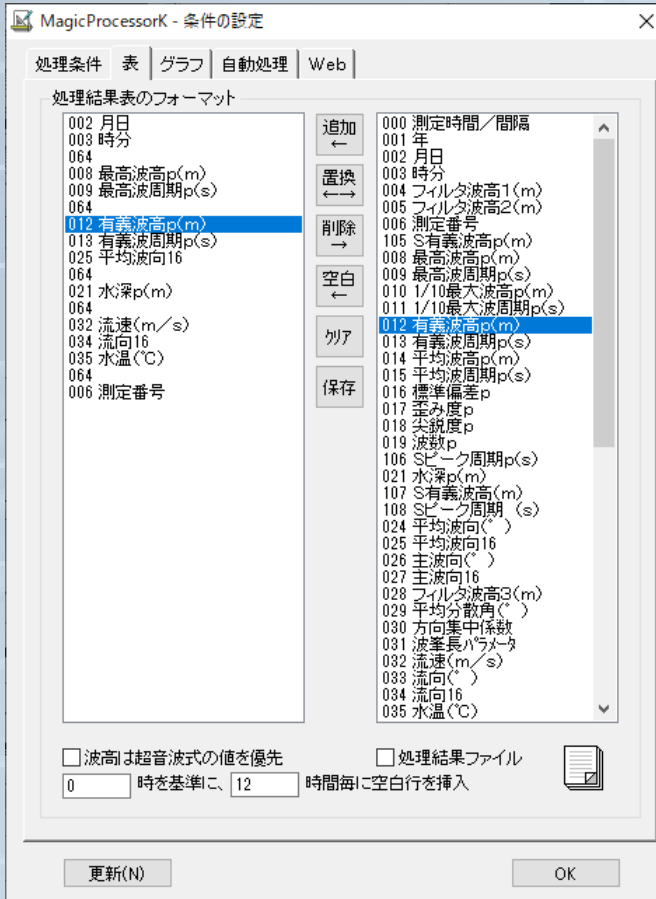 MagicProcessorK - 条件の設定
処理条件 表 グラフ 自動処理 Web
処理結果表のフォーマット
002 月日
003 時分
064
008 最高波高p(m)
009 最高波周期p(s)
064
012 有義波高p(m)
013 有義波周期p(s)
025 平均波向16
064
021 水深p(m)
064
032 流速(m/s)
034 流向16
035 水温(℃)
064
006 測定番号
追加
←
置換
←→
削除
→
空白
←
クリア
保存
000 測定時間/間隔
001 年
002 月日
003 時分
004 フィルタ波高1(m)
005 フィルタ波高2(m)
006 測定番号
105 S有義波高p(m)
008 最高波高p(m)
009 最高波周期p(s)
010 1/10最大波高p(m)
011 1/10最大波周期p(s)
012 有義波高p(m)
013 有義波周期p(s)
014 平均波高p(m)
015 平均波周期p(s)
016 標準偏差p
017 歪み度p
018 尖鋭度p
019 波数p
106 Sピーク周期p(s)
021 水深p(m)
107 S有義波高(m)
108 Sピーク周期 (s)
024 平均波向(゜)
025 平均波向16
026 主波向(゜)
027 主波向16
028 フィルタ波高3(m)
029 平均分散角(゜)
030 方向集中係数
031 波峯長パラメータ
032 流速(m/s)
033 流向(゜)
034 流向16
035 水温(℃)
波高は超音波式の値を優先
処理結果ファイル
0 時を基準に、 12 時間毎に空白行を挿入
更新(N)
OK